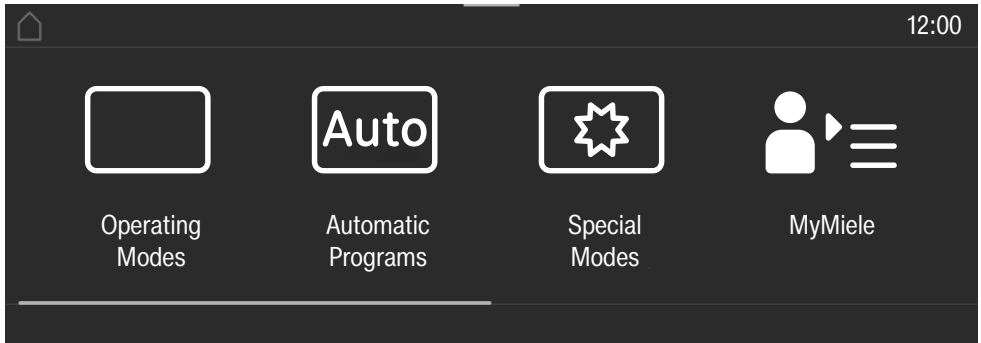 12:00
Auto
Operating
Modes
Automatic
Programs
Special
Modes
MyMiele